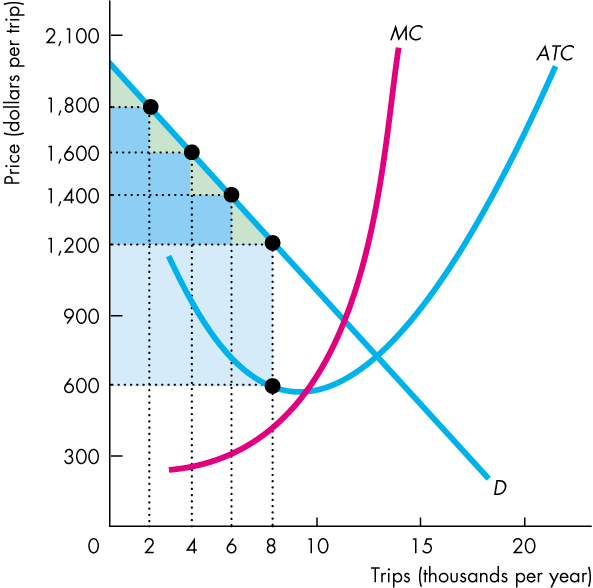 Price (dollars per trip)
2,100
1,800
1,600
1,400
1,200
900
600
300
MC
ATC
D
0 2 4 6 8 10 15 20
Trips (thousands per year)